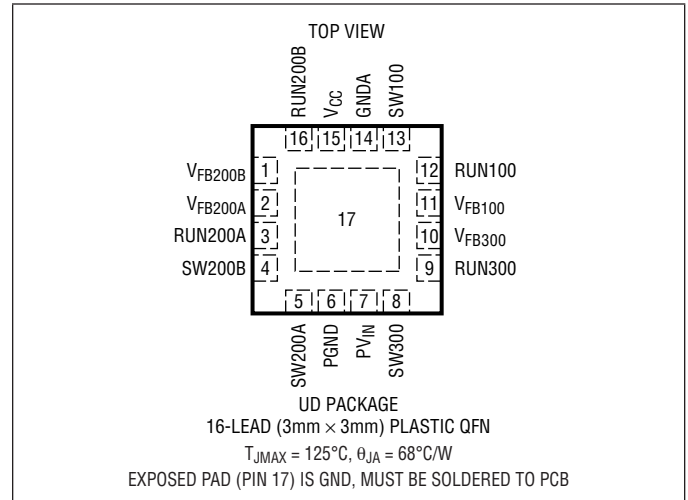 TOP VIEW
RUN200B
VCC
GNDA
SW100
16 15 14 13
VFB200B 1
VFB200A 2
RUN200A 3
SW200B 4
17
12 RUN100
11 VFB100
10 VFB300
9 RUN300
5 6 7 8
SW200A
PGND
PVIN
SW300
UD PACKAGE
16-LEAD (3mm × 3mm) PLASTIC QFN
TJMAX = 125°C, θJA = 68°C/W
EXPOSED PAD (PIN 17) IS GND, MUST BE SOLDERED TO PCB